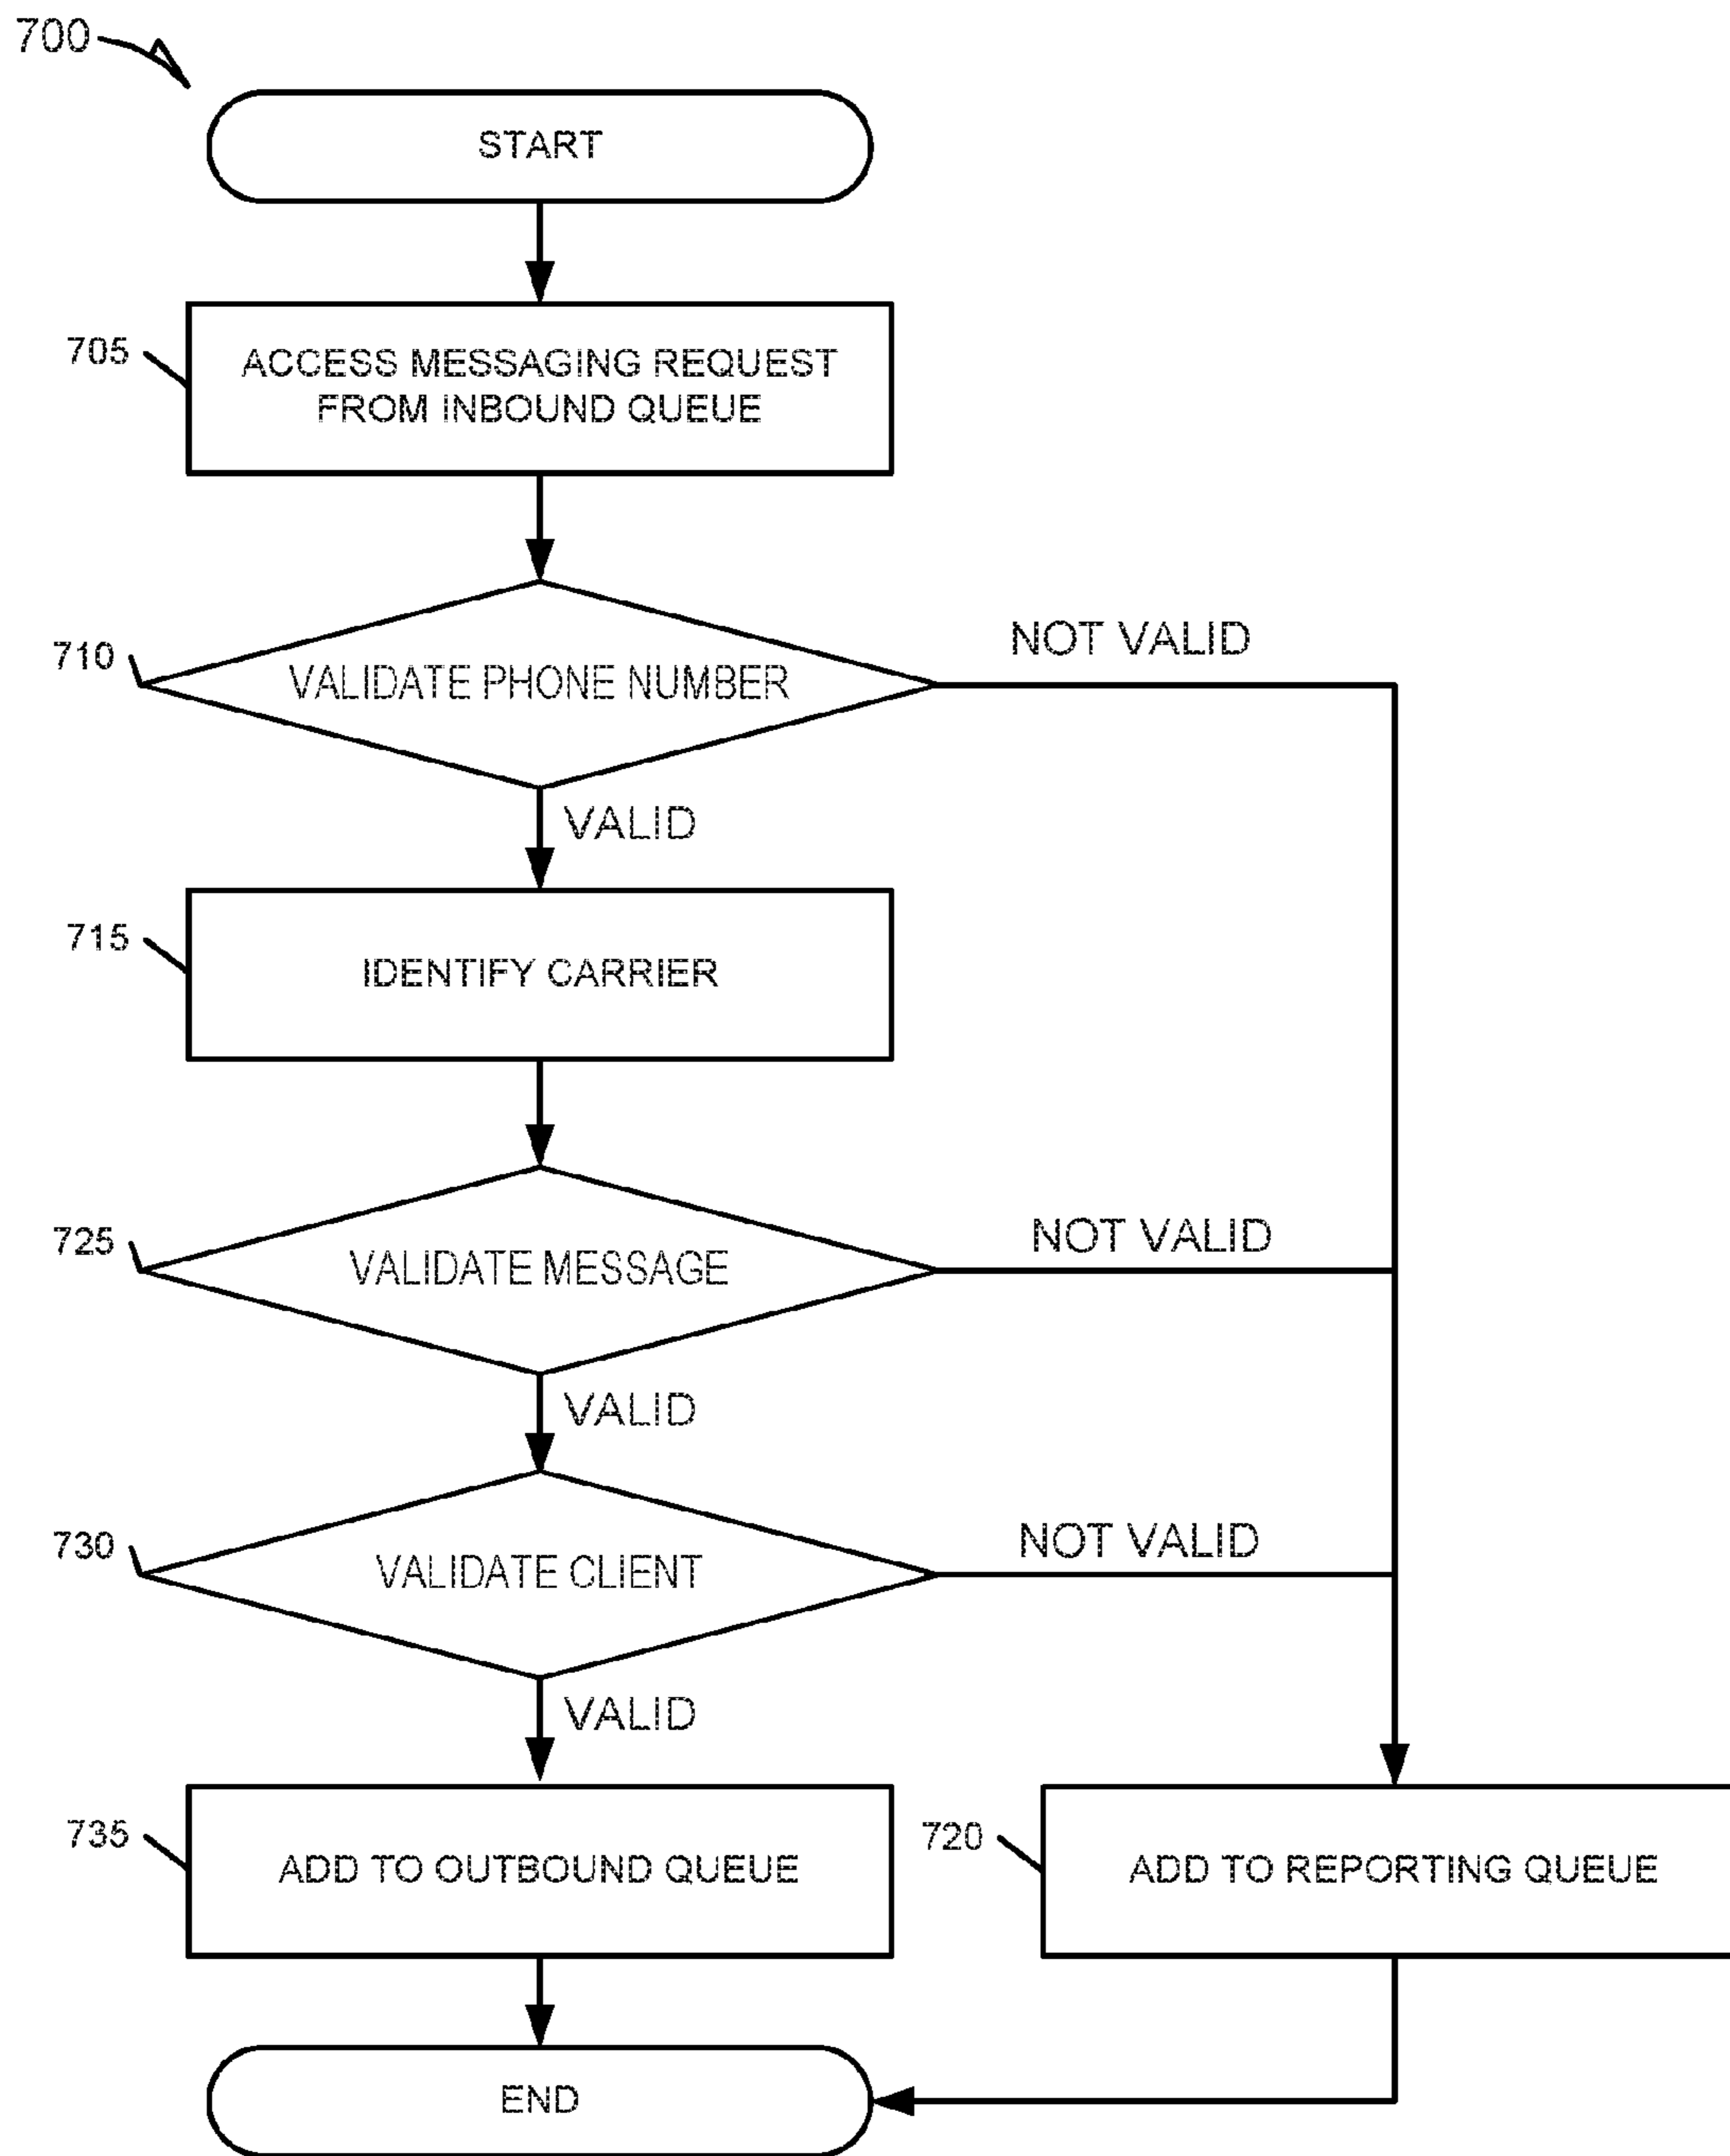 700
START
705
ACCESS MESSAGING REQUEST
FROM INBOUND QUEUE
710
VALIDATE PHONE NUMBER
NOT VALID
VALID
715
IDENTIFY CARRIER
725
VALIDATE MESSAGE
NOT VALID
VALID
730
VALIDATE CLIENT
NOT VALID
VALID
735
ADD TO OUTBOUND QUEUE
720
ADD TO REPORTING QUEUE
END